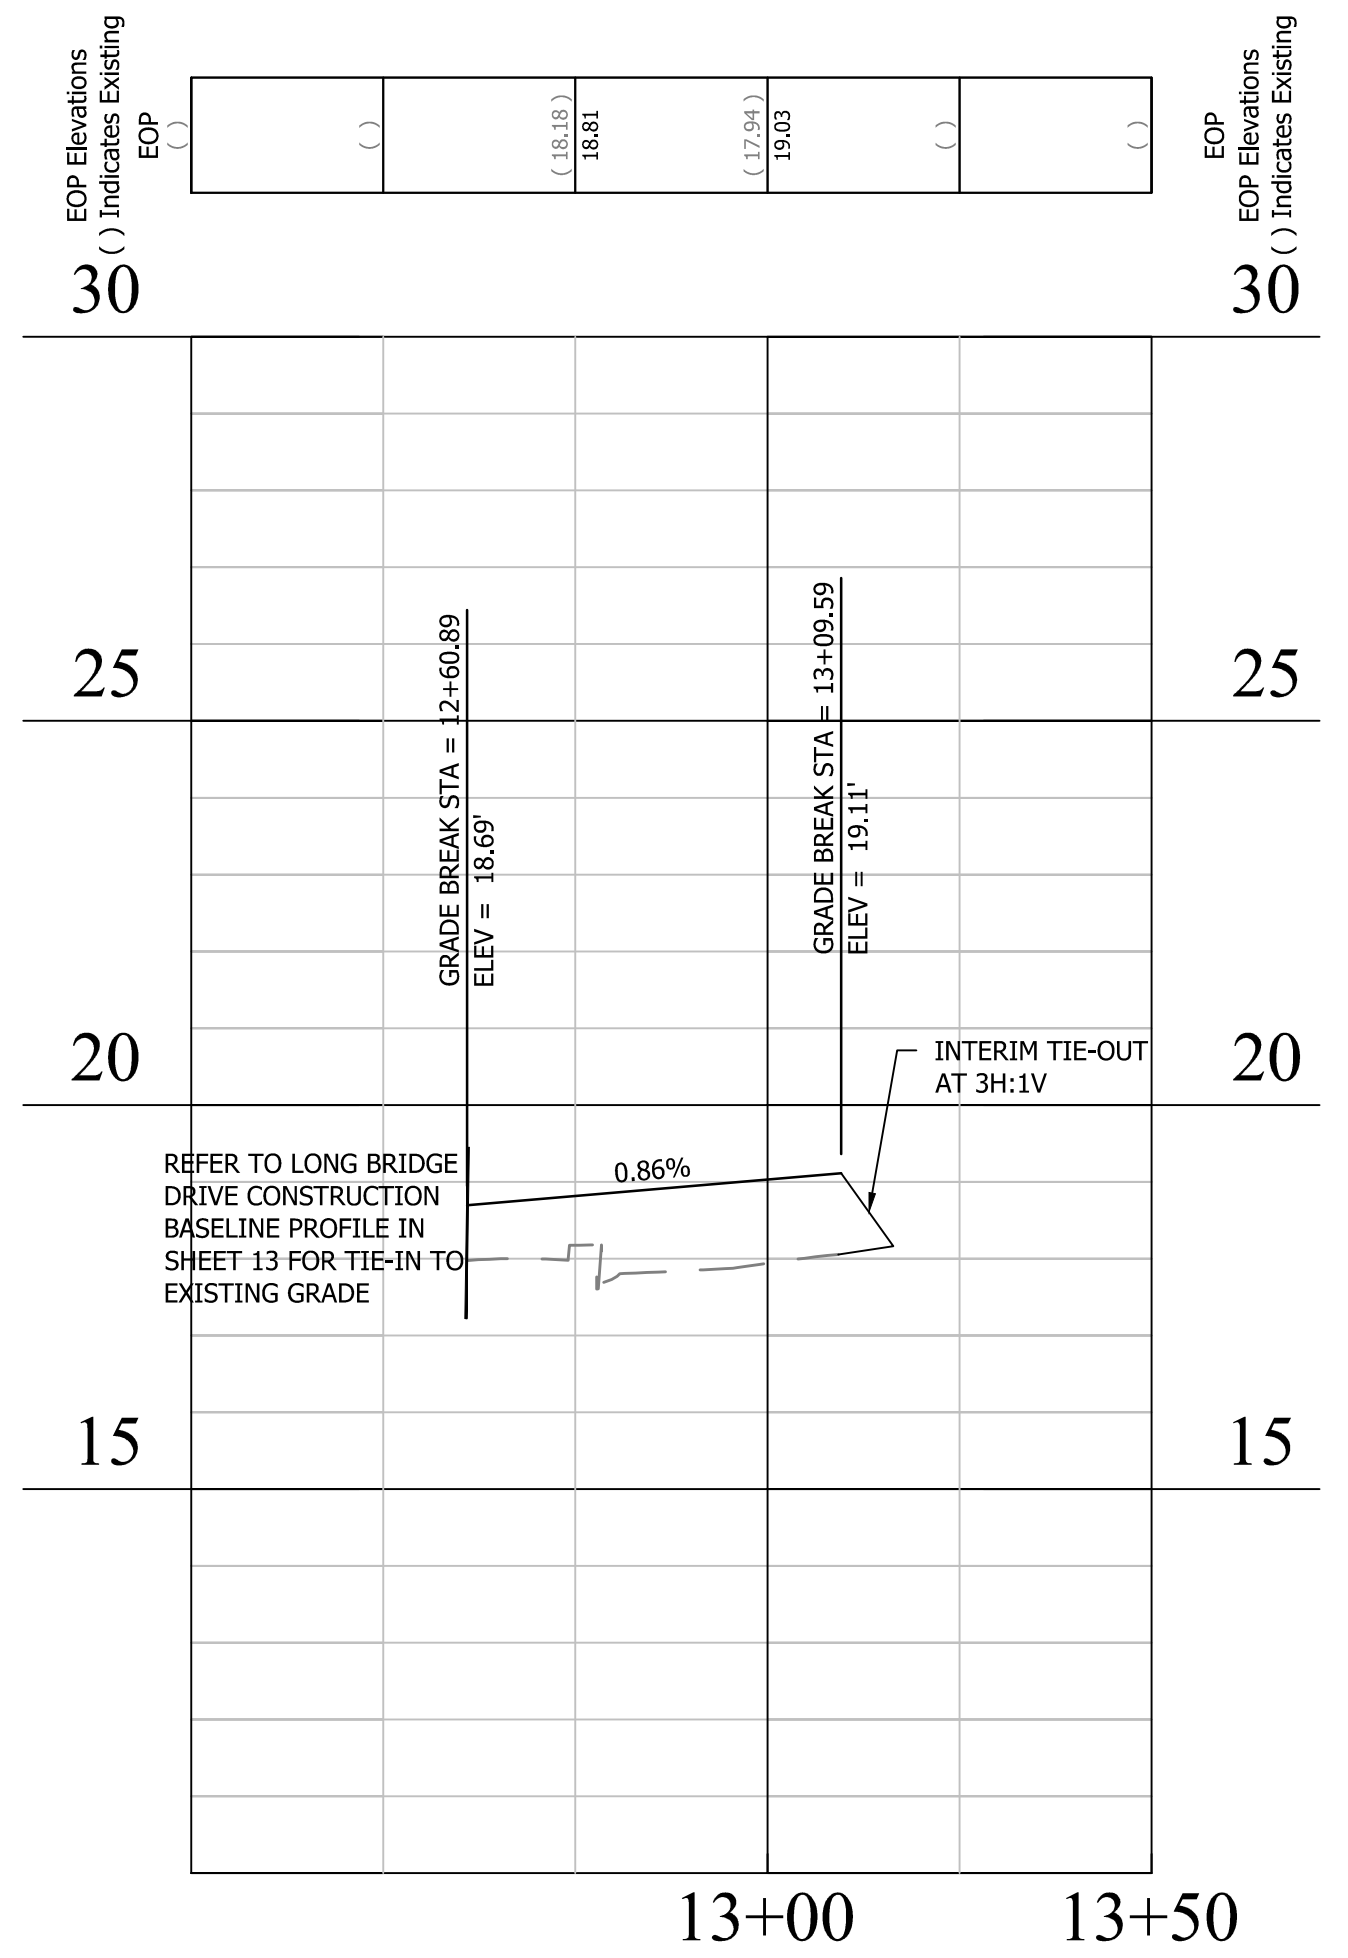 EOP Elevations
( ) Indicates Existing
EOP
( )
( )
( 18.18 )
18.81
( 17.94 )
19.03
( )
( )
EOP
EOP Elevations
( ) Indicates Existing
30
30
25
25
GRADE BREAK STA = 12+60.89
ELEV = 18.69'
GRADE BREAK STA = 13+09.59
ELEV = 19.11'
20
20
INTERIM TIE-OUT
AT 3H:1V
REFER TO LONG BRIDGE
DRIVE CONSTRUCTION
BASELINE PROFILE IN
SHEET 13 FOR TIE-IN TO
EXISTING GRADE
0.86%
15
15
13+00
13+50